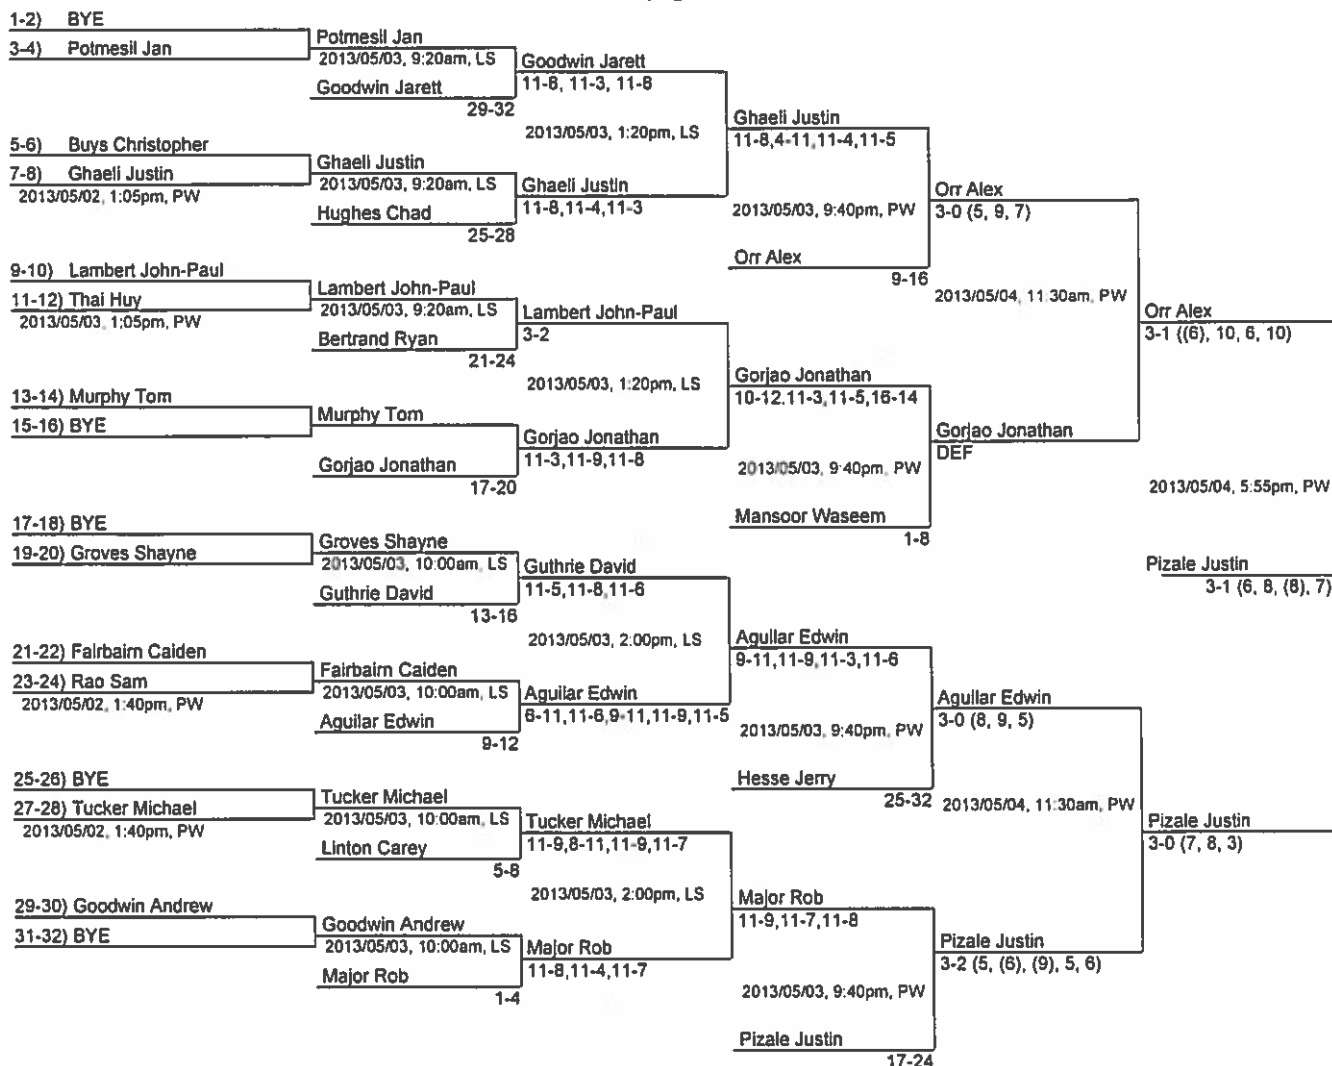 1-2) BYE
3-4) Potmesil Jan
Potmesil Jan
2013/05/03, 9:20am, LS
Goodwin Jarett
29-32
Goodwin Jarett
11-8, 11-3, 11-8
2013/05/03, 1:20pm, LS
5-6) Buys Christopher
7-8) Ghaeli Justin
2013/05/02, 1:05pm, PW
Ghaeli Justin
2013/05/03, 9:20am, LS
Hughes Chad
25-28
Ghaeli Justin
11-8,11-4,11-3
Ghaeli Justin
11-8,4-11,11-4,11-5
2013/05/03, 9:40pm, PW
Orr Alex
9-16
Orr Alex
3-0 (5, 9, 7)
2013/05/04, 11:30am, PW
9-10) Lambert John-Paul
11-12) Thai Huy
2013/05/03, 1:05pm, PW
Lambert John-Paul
2013/05/03, 9:20am, LS
Bertrand Ryan
21-24
Lambert John-Paul
3-2
2013/05/03, 1:20pm, LS
13-14) Murphy Tom
15-16) BYE
Murphy Tom
Gorjao Jonathan
17-20
Gorjao Jonathan
11-3,11-9,11-8
Gorjao Jonathan
10-12.11-3,11-5,16-14
2013/05/03, 9:40pm, PW
Mansoor Waseem
1-8
Gorjao Jonathan
DEF
Orr Alex
3-1 ((6), 10, 6, 10)
2013/05/04, 5:55pm, PW
Pizale Justin
3-1 (6, 8, (8), 7)
17-18) BYE
19-20) Groves Shayne
Groves Shayne
2013/05/03, 10:00am, LS
Guthrie David
13-16
Guthrie David
11-5,11-8,11-6
2013/05/03, 2:00pm, LS
21-22) Fairbairn Caiden
23-24) Rao Sam
2013/05/02, 1:40pm, PW
Fairbairn Caiden
2013/05/03, 10:00am, LS
Aguilar Edwin
9-12
Aguilar Edwin
6-11,11-6,9-11,11-9,11-5
Aguilar Edwin
9-11,11-9,11-3,11-6
2013/05/03, 9:40pm, PW
Hesse Jerry
25-32
Aguilar Edwin
3-0 (8, 9, 5)
2013/05/04, 11:30am, PW
25-26) BYE
27-28) Tucker Michael
2013/05/02, 1:40pm, PW
Tucker Michael
2013/05/03, 10:00am, LS
Linton Carey
5-8
Tucker Michael
11-9,8-11,11-9,11-7
2013/05/03, 2:00pm, LS
29-30) Goodwin Andrew
31-32) BYE
Goodwin Andrew
2013/05/03, 10:00am, LS
Major Rob
1-4
Major Rob
11-8,11-4,11-7
Major Rob
11-9,11-7,11-8
2013/05/03, 9:40pm, PW
Pizale Justin
17-24
Pizale Justin
3-2 (5, (6), (9), 5, 6)
Pizale Justin
3-0 (7, 8, 3)